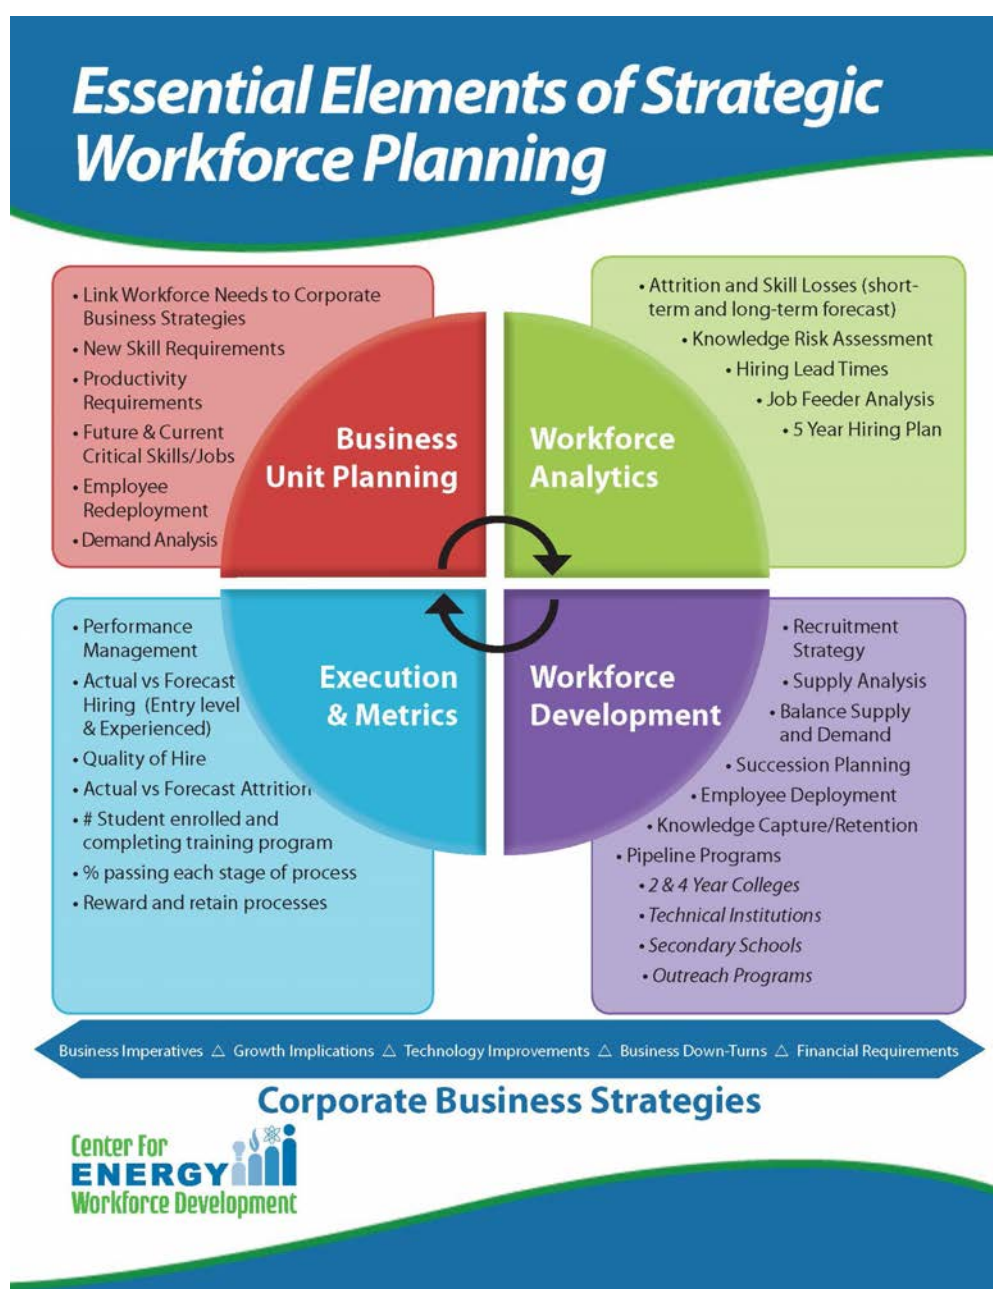 Essential Elements of Strategic
Workforce Planning
• Link Workforce Needs to Corporate
Business Strategies
• New Skill Requirements
• Productivity
Requirements
• Future & Current
Critical Skills/Jobs
• Employee
Redeployment
• Demand Analysis
Business
Unit Planning
• Attrition and Skill Losses (short-
term and long-term forecast)
• Knowledge Risk Assessment
• Hiring Lead Times
• Job Feeder Analysis
• 5 Year Hiring Plan
Workforce
Analytics
• Performance
Management
• Actual vs Forecast
Hiring (Entry level
& Experienced)
• Quality of Hire
• Actual vs Forecast Attrition
• # Student enrolled and
completing training program
• % passing each stage of process
• Reward and retain processes
Execution
& Metrics
Workforce
Development
• Recruitment
Strategy
• Supply Analysis
• Balance Supply
and Demand
• Succession Planning
• Employee Deployment
• Knowledge Capture/Retention
• Pipeline Programs
• 2 & 4 Year Colleges
• Technical Institutions
• Secondary Schools
• Outreach Programs
Business Imperatives △ Growth Implications △ Technology Improvements △ Business Down-Turns △ Financial Requirements
Corporate Business Strategies
Center For
ENERGY
Workforce Development